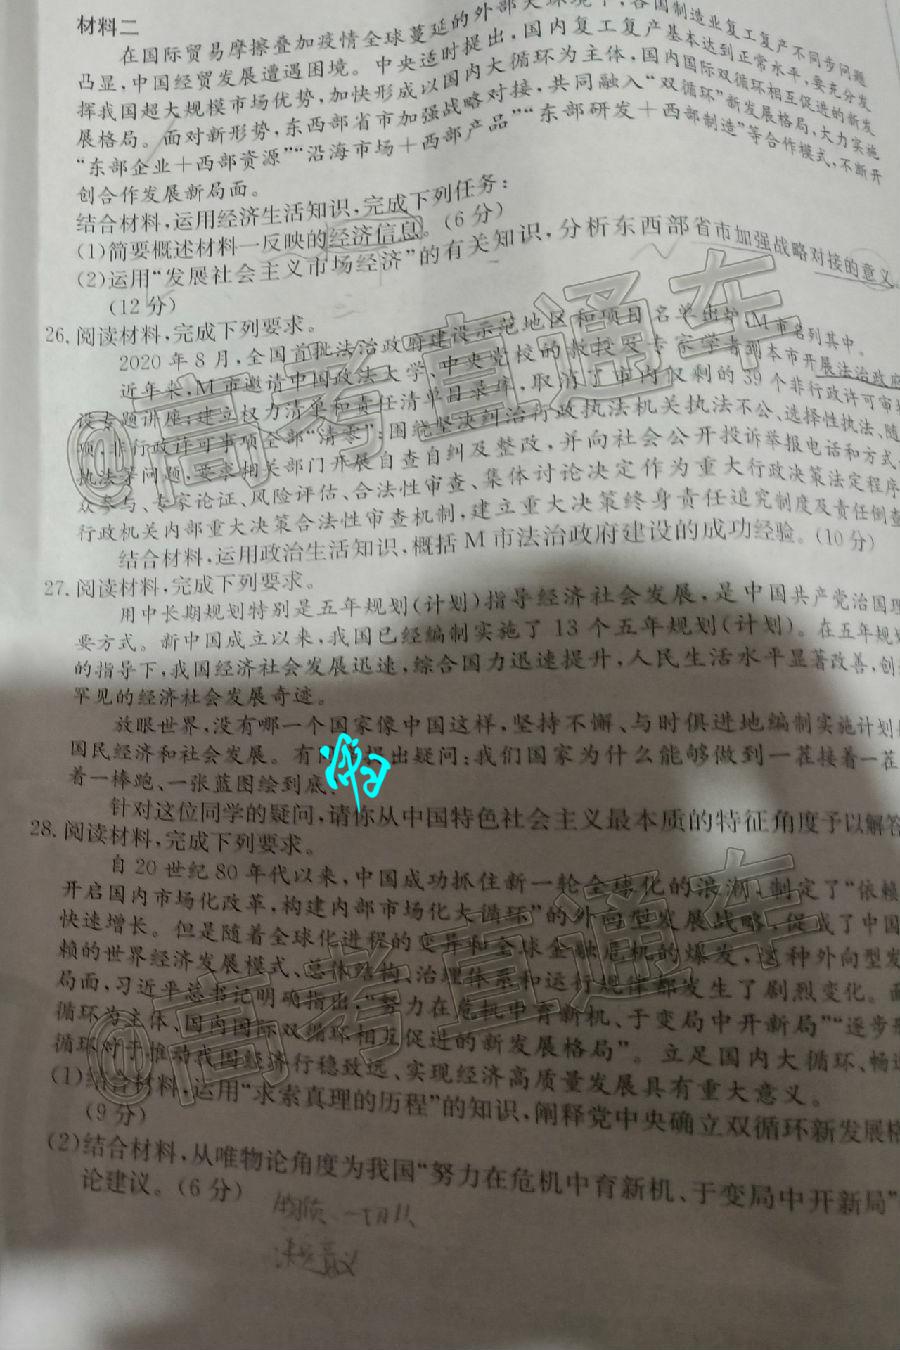 材料二
在国际贸易摩擦叠加疫情全球蔓延的外部大环境下,各国制造业复工复产不同步问题
凸显,中国经贸发展遭遇困境。中央适时提出,国内复工复产基本达到正常水平,要充分发
挥我国超大规模市场优势,加快形成以国内大循环为主体,国内国际双循环相互促进的新发
展格局。面对新形势,东西部省市加强战略对接,共同融入“双循环”新发展格局,大力实施
“东部企业+西部资源”“沿海市场+西部产品”“东部研发+西部制造”等合作模式,不断开
创合作发展新局面。
结合材料,运用经济生活知识,完成下列任务:
(1)简要概述材料一反映的经济信息。(6分)
(2)运用“发展社会主义市场经济”的有关知识,分析东西部省市加强战略对接的意义。
(12分)
26.阅读材料,完成下列要求。
2020年8月,全国首批法治政府建设示范地区和项目名单出炉,M市名列其中。
近年来,M市邀请中国政法大学、中央党校的教授及专家学者到本市开展法治政府
设专题讲座;建立权力清单和责任清单目录库,取消了市内仅剩的39个非行政许可审
项,非行政许可事项全部“清零”;围绕坚决纠治行政执法机关执法不公、选择性执法、随
执法等问题,要求相关部门开展自查自纠及整改,并向社会公开投诉举报电话和方式
众参与、专家论证、风险评估、合法性审查、集体讨论决定作为重大行政决策法定程序
行政机关内部重大决策合法性审查机制,建立重大决策终身责任追究制度及责任倒查
结合材料,运用政治生活知识,概括M市法治政府建设的成功经验。(10分)
27.阅读材料,完成下列要求。
用中长期规划特别是五年规划(计划)指导经济社会发展,是中国共产党治国理
要方式。新中国成立以来,我国已经编制实施了13个五年规划(计划)。在五年规划
的指导下,我国经济社会发展迅速,综合国力迅速提升,人民生活水平显著改善,创
罕见的经济社会发展奇迹。
放眼世界,没有哪一个国家像中国这样,坚持不懈、与时俱进地编制实施计划
国民经济和社会发展。有 提出疑问:我们国家为什么能够做到一茬接着一茬
着一棒跑、一张蓝图绘到底?
针对这位同学的疑问,请你从中国特色社会主义最本质的特征角度予以解答
28.阅读材料,完成下列要求。
自20世纪80年代以来,中国成功抓住新一轮全球化的浪潮,制定了“依赖
开启国内市场化改革,构建内部市场化大循环”的外向型发展战略,促成了中国
快速增长。但是随着全球化进程的变异和全球金融危机的爆发,这种外向型发
赖的世界经济发展模式、总体结构、治理体系和运行规律都发生了剧烈变化。面
局面,习近平总书记明确指出,“努力在危机中育新机、于变局中开新局”“逐步形
循环为主体、国内国际双循环相互促进的新发展格局”。立足国内大循环、畅通
循环对于推动我国经济行稳致远、实现经济高质量发展具有重大意义。
(1)结合材料,运用“求索真理的历程”的知识,阐释党中央确立双循环新发展格
(9分)
(2)结合材料,从唯物论角度为我国“努力在危机中育新机、于变局中开新局”
论建议。(6分)